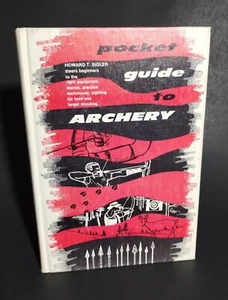 pocket
guide
to
ARCHERY
HOWARD T. SIGLER
steers beginners
to the
right equipment,
stance, practice
techniques, sighting
for field and
target shooting